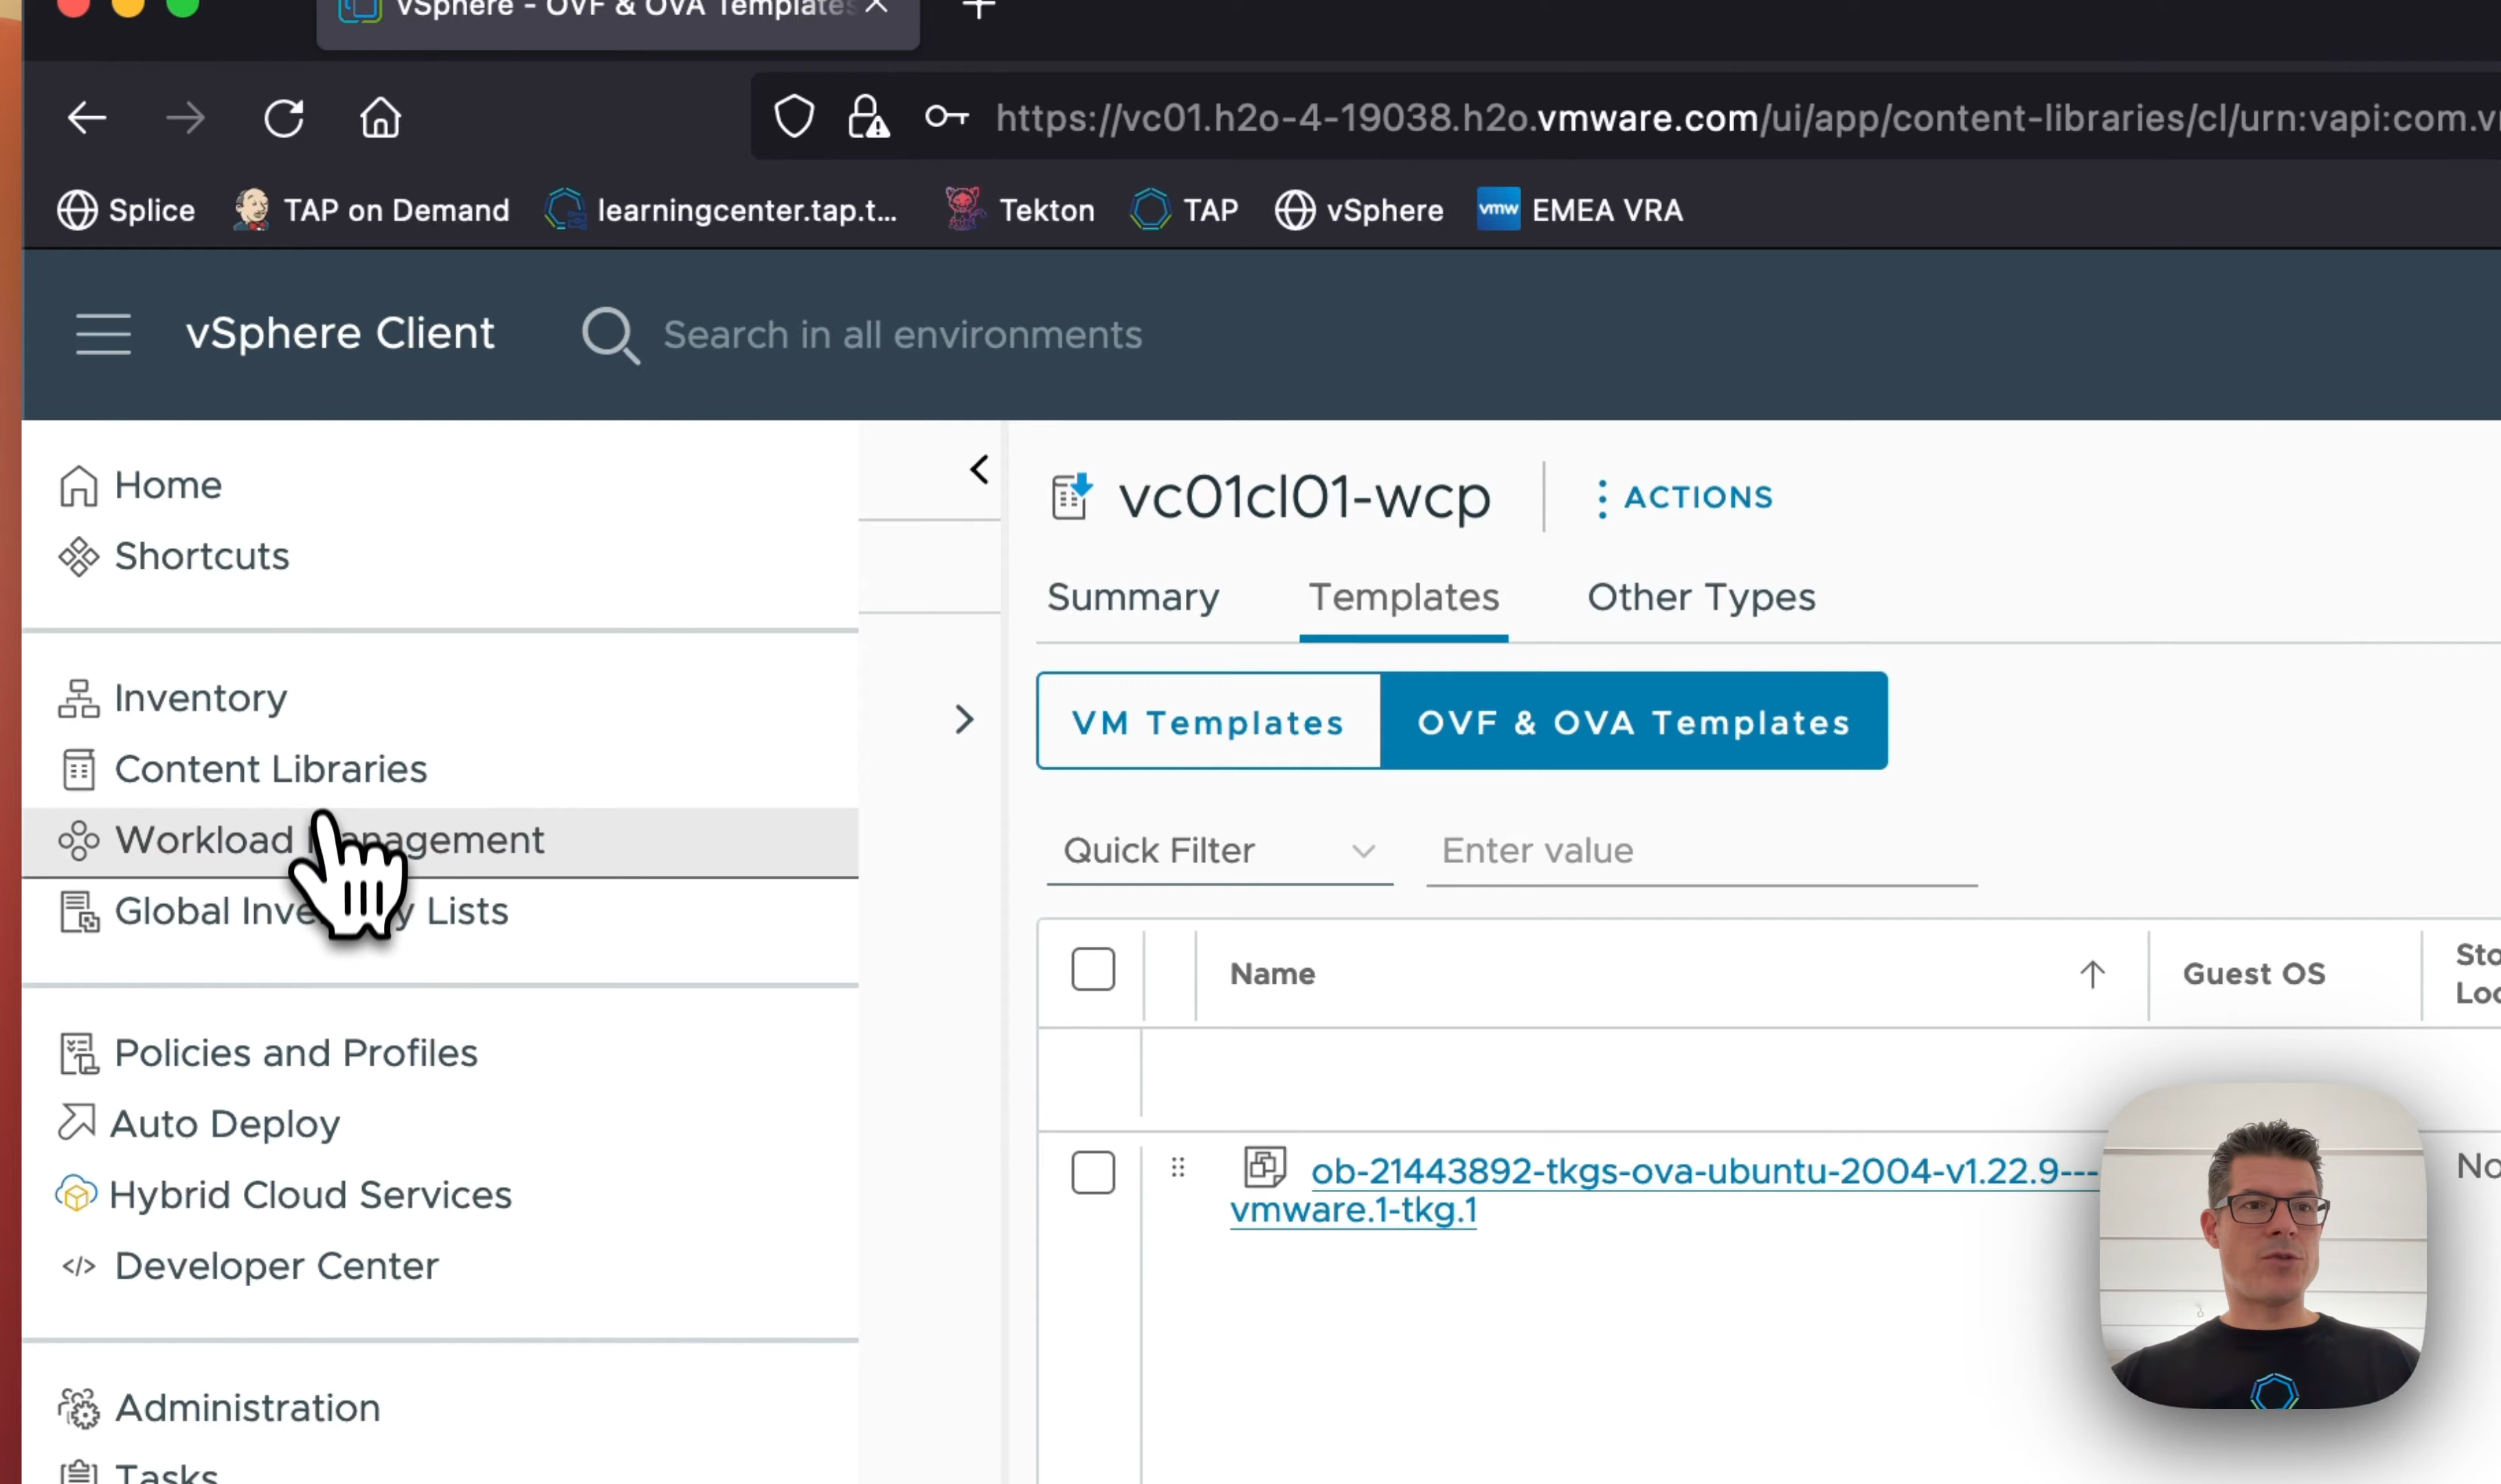 vSphere - OVF & OVA Templates
https://vc01.h2o-4-19038.h2o.vmware.com/ui/app/content-libraries/cl/urn:vapi:com.v
Splice
TAP on Demand
learningcenter.tap.t...
Tekton
TAP
vSphere
vmw
EMEA VRA
vSphere Client
Search in all environments
Home
Shortcuts
Inventory
Content Libraries
Workload Management
Global Inventory Lists
Policies and Profiles
Auto Deploy
Hybrid Cloud Services
Developer Center
Administration
Tasks
vc01cl01-wcp
ACTIONS
Summary
Templates
Other Types
VM Templates
OVF & OVA Templates
Quick Filter
Enter value
Name
Guest OS
Sto
Loc
ob-21443892-tkgs-ova-ubuntu-2004-v1.22.9---
vmware.1-tkg.1
No